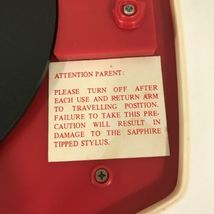 ATTENTION PARENT:
PLEASE TURN OFF AFTER
EACH USE AND RETURN ARM
TO TRAVELLING POSITION.
FAILURE TO TAKE THIS PRE-
CAUTION WILL RESULT IN
DAMAGE TO THE SAPPHIRE
TIPPED STYLUS.